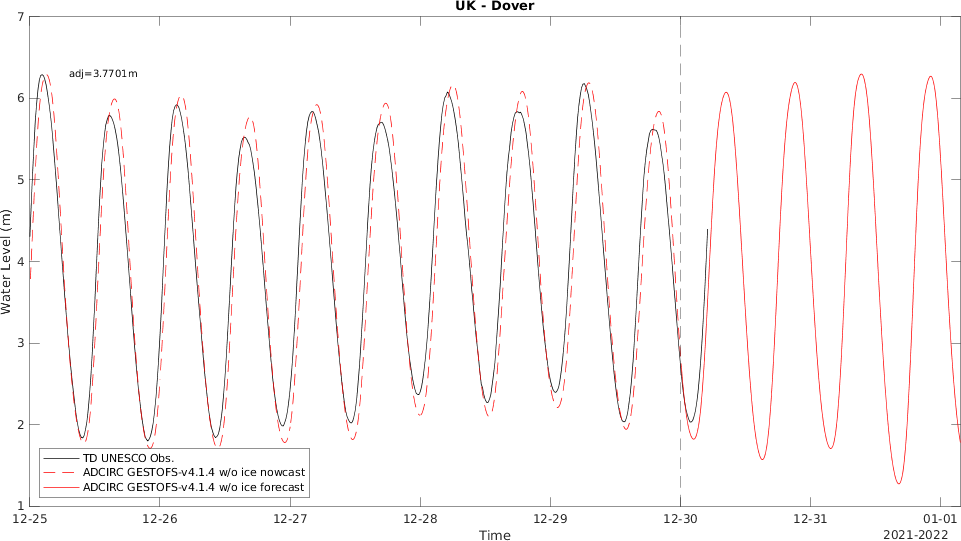 UK - Dover
adj=3.7701m
7
6
5
4
3
2
1
Water Level (m)
TD UNESCO Obs.
ADCIRC GESTOFS-v4.1.4 w/o ice nowcast
ADCIRC GESTOFS-v4.1.4 w/o ice forecast
12-25 12-26 12-27 12-28 12-29 12-30 12-31 01-01
Time
2021-2022